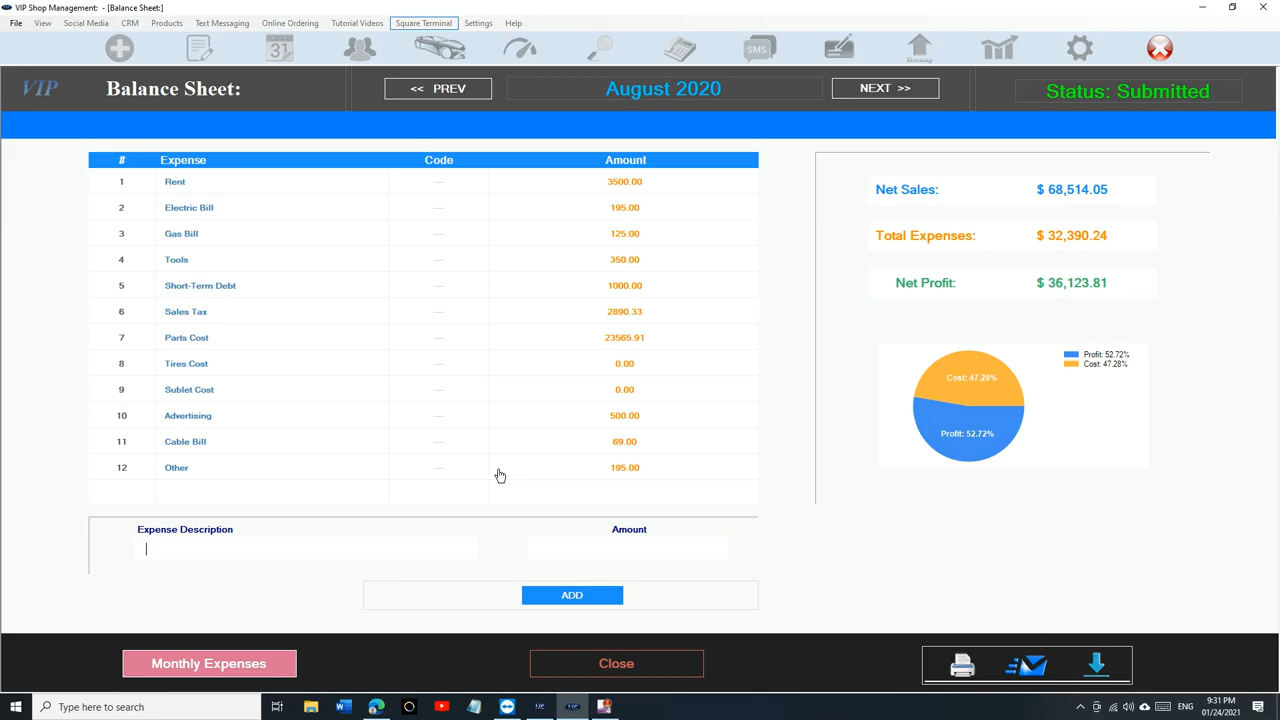 VIP Shop Management:  - [Balance Sheet:]
File View Social Media CRM Products Text Messaging Online Ordering Tutorial Videos Square Terminal Settings Help
31 SMS Backup
VIP Balance Sheet: << PREV August 2020 NEXT >> Status: Submitted
# Expense Code Amount
1 Rent — 3500.00
2 Electric Bill — 195.00
3 Gas Bill — 125.00
4 Tools — 350.00
5 Short-Term Debt — 1000.00
6 Sales Tax — 2890.33
7 Parts Cost — 23565.91
8 Tires Cost — 0.00
9 Sublet Cost — 0.00
10 Advertising — 500.00
11 Cable Bill — 69.00
12 Other — 195.00
Net Sales: $ 68,514.05
Total Expenses: $ 32,390.24
Net Profit: $ 36,123.81
Profit: 52.72%
Cost: 47.28%
Cost: 47.28%
Profit: 52.72%
Expense Description Amount
ADD
Monthly Expenses Close
Type here to search ENG 9:31 PM
01/24/2021